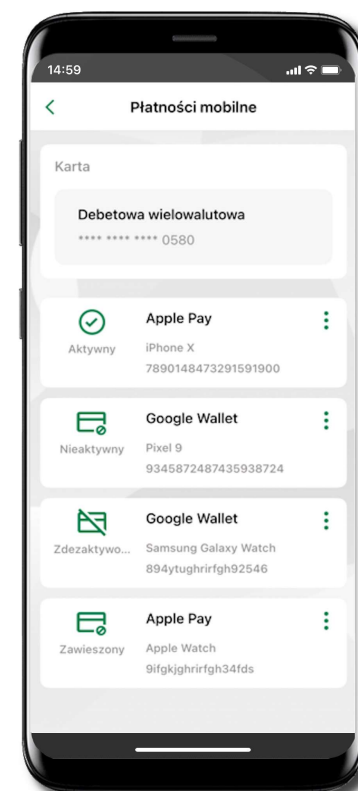 14:59
Płatności mobilne
Karta
Debetowa wielowalutowa
**** **** **** 0580
Apple Pay
Aktywny
iPhone X
7890148473291591900
Google Wallet
Nieaktywny
Pixel 9
9345872487435938724
Google Wallet
Zdezaktywo...
Samsung Galaxy Watch
894ytughrirfgh92546
Apple Pay
Zawieszony
Apple Watch
9ifgkjghrirfgh34fds